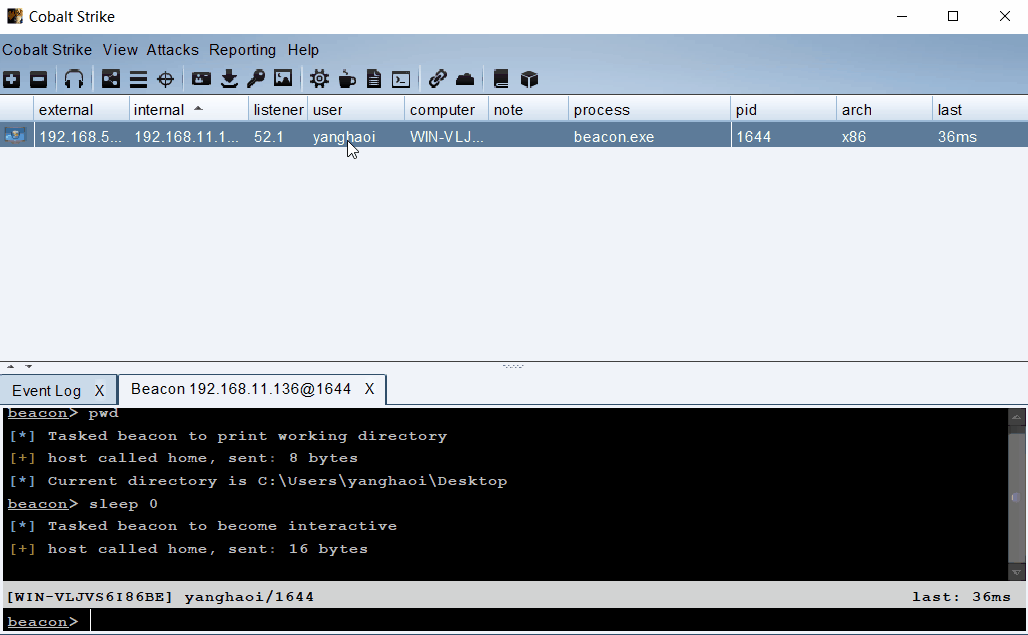 Cobalt Strike
Cobalt Strike View Attacks Reporting Help
external internal listener user computer note process pid arch last
192.168.5... 192.168.11.1... 52.1 yanghaoi WIN-VLJ... beacon.exe 1644 x86 36ms
Event Log X Beacon 192.168.11.136@1644 X
beacon> pwd
[*] Tasked beacon to print working directory
[+] host called home, sent: 8 bytes
[*] Current directory is C:\Users\yanghaoi\Desktop
beacon> sleep 0
[*] Tasked beacon to become interactive
[+] host called home, sent: 16 bytes
[WIN-VLJVS6I86BE] yanghaoi/1644 last: 36ms
beacon>